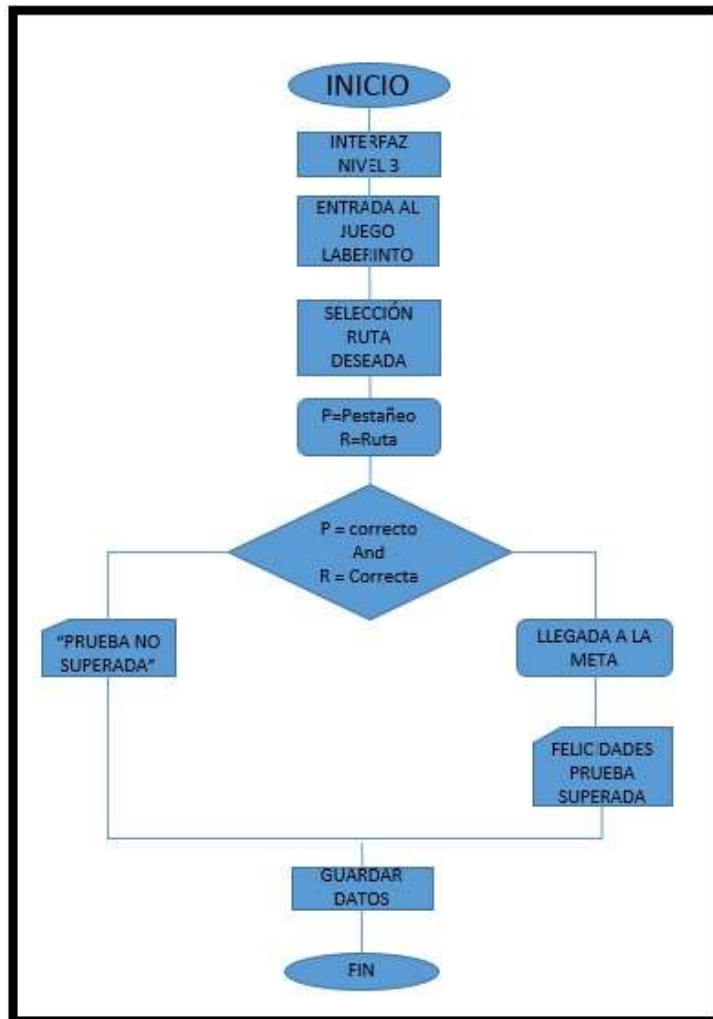 INICIO
INTERFAZ
NIVEL 3
ENTRADA AL
JUEGO
LABERINTO
SELECCIÓN
RUTA
DESEADA
P=Pestañeo
R=Ruta
P = correcto
And
R = Correcta
“PRUEBA NO
SUPERADA”
LLEGADA A LA
META
FELICIDADES
PRUEBA
SUPERADA
GUARDAR
DATOS
FIN